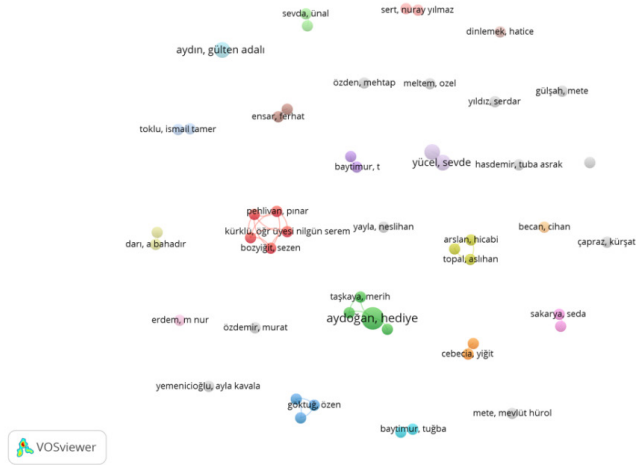 sevda, ünal
sert, nuray yılmaz
dinlemek, hatice
aydın, gülten adalı
özden, mehtap
meltem, ozel
gülşah, mete
yıldız, serdar
ensar, ferhat
toklu, ismail tamer
baytimur, t
yücel, sevde
hasdemir, tuba asrak
pehlivan, pınar
kürklü, öğr üyesi nilgün serem
bozyiğit, sezen
yayla, neslihan
becan, cihan
darı, a.bahadır
arslan, hicabi
topal, aslıhan
çapraz, kürşat
taşkaya, merih
aydoğan, hediye
erdem, m nur
özdemir, murat
sakarya, seda
cebecia, yiğit
yemenicioğlu, ayla kavala
göktuğ, özen
mete, mevlüt hürol
baytimur, tuğba
VOSviewer